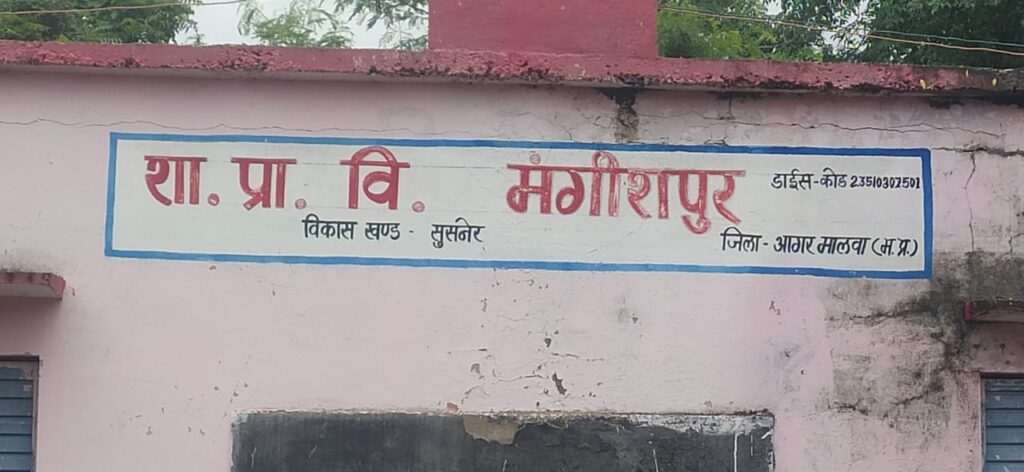 शा. प्रा. वि. मंगीशपुर डाईस-कोड 23510307501
विकास खण्ड - सुसनेर जिला - आगर मालवा (म.प्र.)